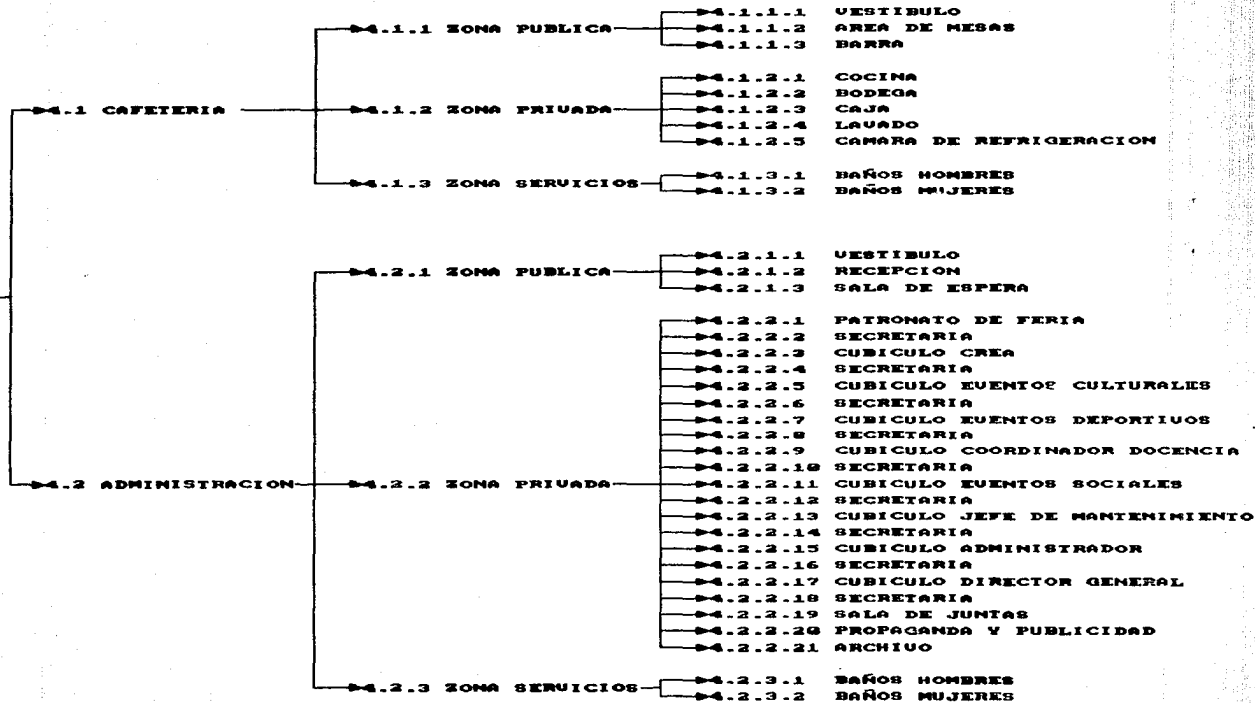 4.1 CAFETERIA
4.1.1 ZONA PUBLICA
4.1.1.1 VESTIBULO
4.1.1.2 AREA DE MESAS
4.1.1.3 BARRA
4.1.2 ZONA PRIVADA
4.1.2.1 COCINA
4.1.2.2 BODEGA
4.1.2.3 CAJA
4.1.2.4 LAVADO
4.1.2.5 CAMARA DE REFRIGERACION
4.1.3 ZONA SERVICIOS
4.1.3.1 BAÑOS HOMBRES
4.1.3.2 BAÑOS MUJERES
4.2 ADMINISTRACION
4.2.1 ZONA PUBLICA
4.2.1.1 VESTIBULO
4.2.1.2 RECEPCION
4.2.1.3 SALA DE ESPERA
4.2.2 ZONA PRIVADA
4.2.2.1 PATRONATO DE FERIA
4.2.2.2 SECRETARIA
4.2.2.3 CUBICULO CREA
4.2.2.4 SECRETARIA
4.2.2.5 CUBICULO EVENTOS CULTURALES
4.2.2.6 SECRETARIA
4.2.2.7 CUBICULO EVENTOS DEPORTIVOS
4.2.2.8 SECRETARIA
4.2.2.9 CUBICULO COORDINADOR DOCENCIA
4.2.2.10 SECRETARIA
4.2.2.11 CUBICULO EVENTOS SOCIALES
4.2.2.12 SECRETARIA
4.2.2.13 CUBICULO JEFE DE MANTENIMIENTO
4.2.2.14 SECRETARIA
4.2.2.15 CUBICULO ADMINISTRADOR
4.2.2.16 SECRETARIA
4.2.2.17 CUBICULO DIRECTOR GENERAL
4.2.2.18 SECRETARIA
4.2.2.19 SALA DE JUNTAS
4.2.2.20 PROPAGANDA Y PUBLICIDAD
4.2.2.21 ARCHIVO
4.2.3 ZONA SERVICIOS
4.2.3.1 BAÑOS HOMBRES
4.2.3.2 BAÑOS MUJERES